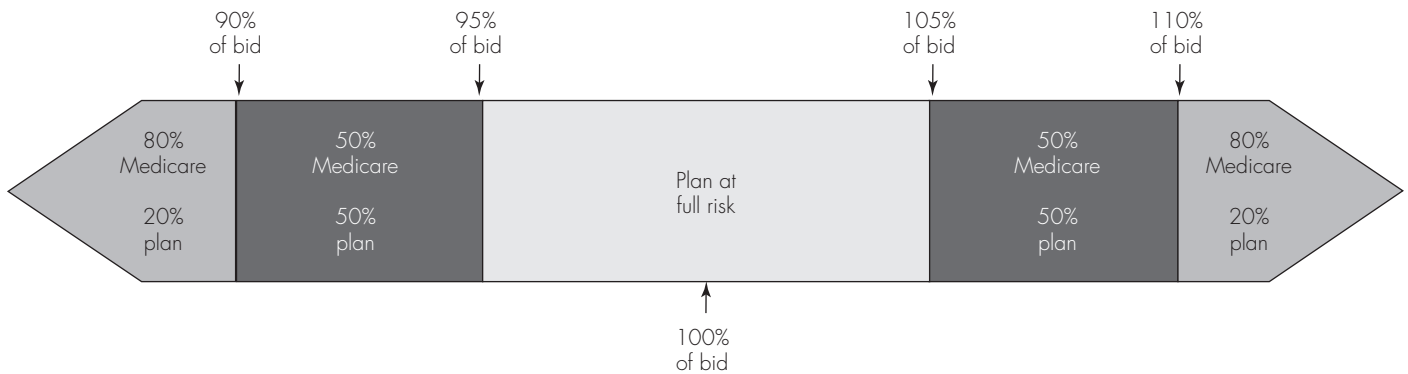 90%
of bid
95%
of bid
105%
of bid
110%
of bid
80%
Medicare
20%
plan
50%
Medicare
50%
plan
Plan at
full risk
50%
Medicare
50%
plan
80%
Medicare
20%
plan
100%
of bid